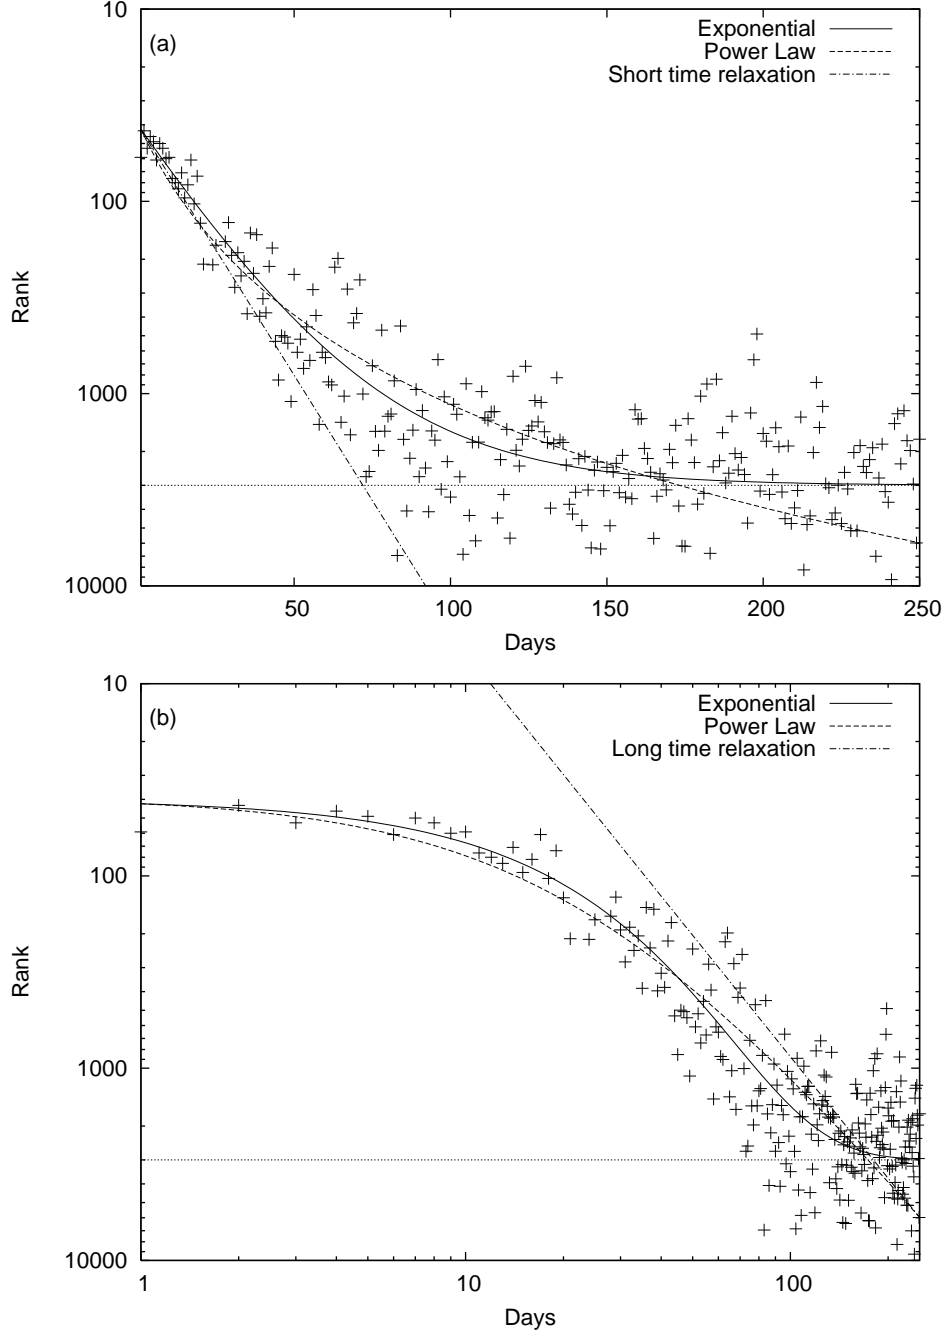 10
(a)
Exponential
Power Law
Short time relaxation
100
Rank
1000
10000
50
100
150
200
250
Days
10
(b)
Exponential
Power Law
Long time relaxation
100
Rank
1000
10000
1
10
100
Days